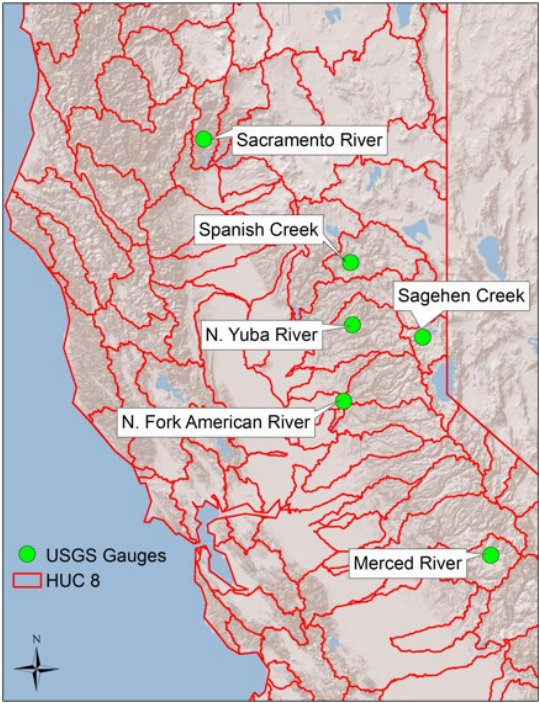 Sacramento River
Spanish Creek
Sagehen Creek
N. Yuba River
N. Fork American River
USGS Gauges
Merced River
HUC 8
N